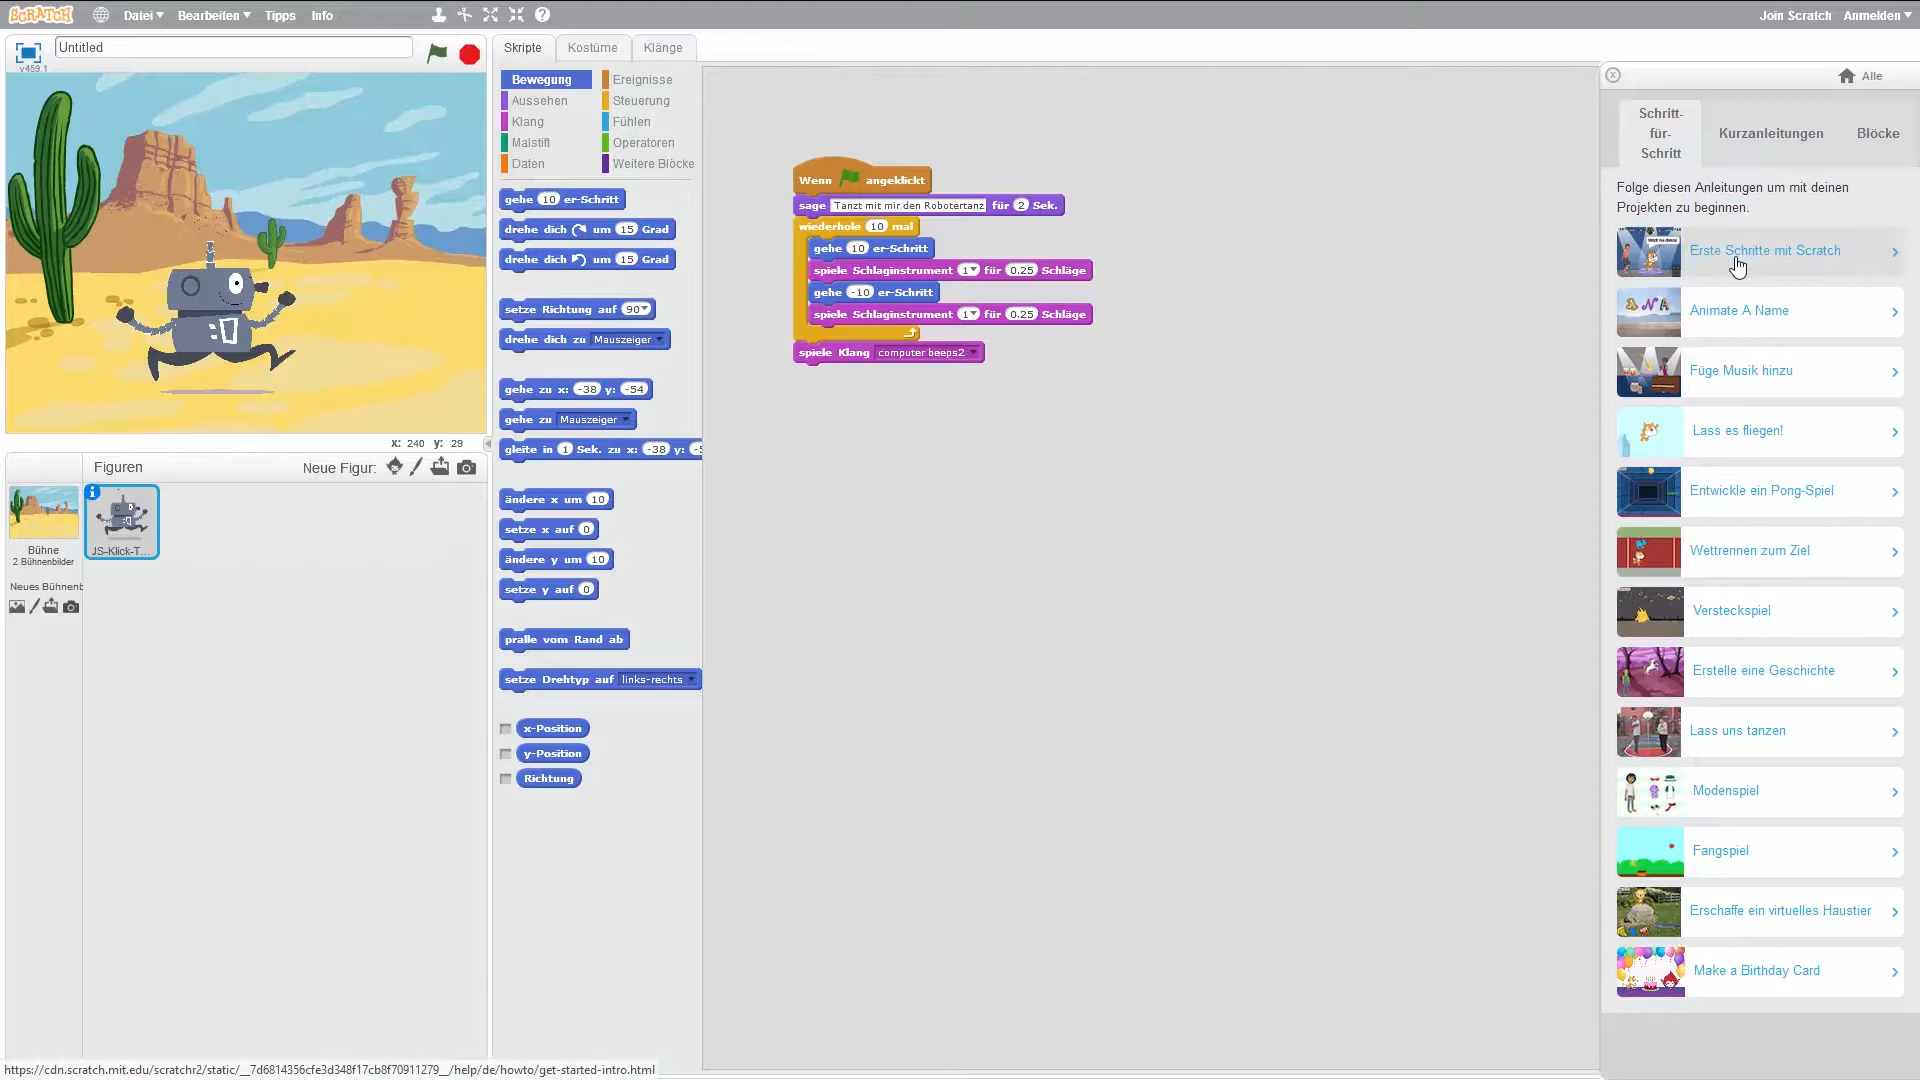 SCRATCH Datei Bearbeiten Tipps Info Join Scratch Anmelden
Untitled
v459.1
x: 240 y: 29
Figuren Neue Figur:
Bühne
2 Bühnenbilder
Neues Bühnenb
JS-Klick-T...
Skripte Kostüme Klänge
Bewegung Ereignisse
Aussehen Steuerung
Klang Fühlen
Malstift Operatoren
Daten Weitere Blöcke
gehe 10 er-Schritt
drehe dich um 15 Grad
drehe dich um 15 Grad
setze Richtung auf 90
drehe dich zu Mauszeiger
gehe zu x: -38 y: -54
gehe zu Mauszeiger
gleite in 1 Sek. zu x: -38 y: -5
ändere x um 10
setze x auf 0
ändere y um 10
setze y auf 0
pralle vom Rand ab
setze Drehtyp auf links-rechts
x-Position
y-Position
Richtung
Wenn angeklickt
sage Tanzt mit mir den Robotertanz für 2 Sek.
wiederhole 10 mal
gehe 10 er-Schritt
spiele Schlaginstrument 1 für 0.25 Schläge
gehe -10 er-Schritt
spiele Schlaginstrument 1 für 0.25 Schläge
spiele Klang computer beeps2
Alle
Schritt-
für-
Schritt
Kurzanleitungen
Blöcke
Folge diesen Anleitungen um mit deinen
Projekten zu beginnen.
Erste Schritte mit Scratch
Animate A Name
Füge Musik hinzu
Lass es fliegen!
Entwickle ein Pong-Spiel
Wettrennen zum Ziel
Versteckspiel
Erstelle eine Geschichte
Lass uns tanzen
Modenspiel
Fangspiel
Erschaffe ein virtuelles Haustier
Make a Birthday Card
https://cdn.scratch.mit.edu/scratchr2/static/__7d6814356cfe3d348f17cb8f70911279__/help/de/howto/get-started-intro.html